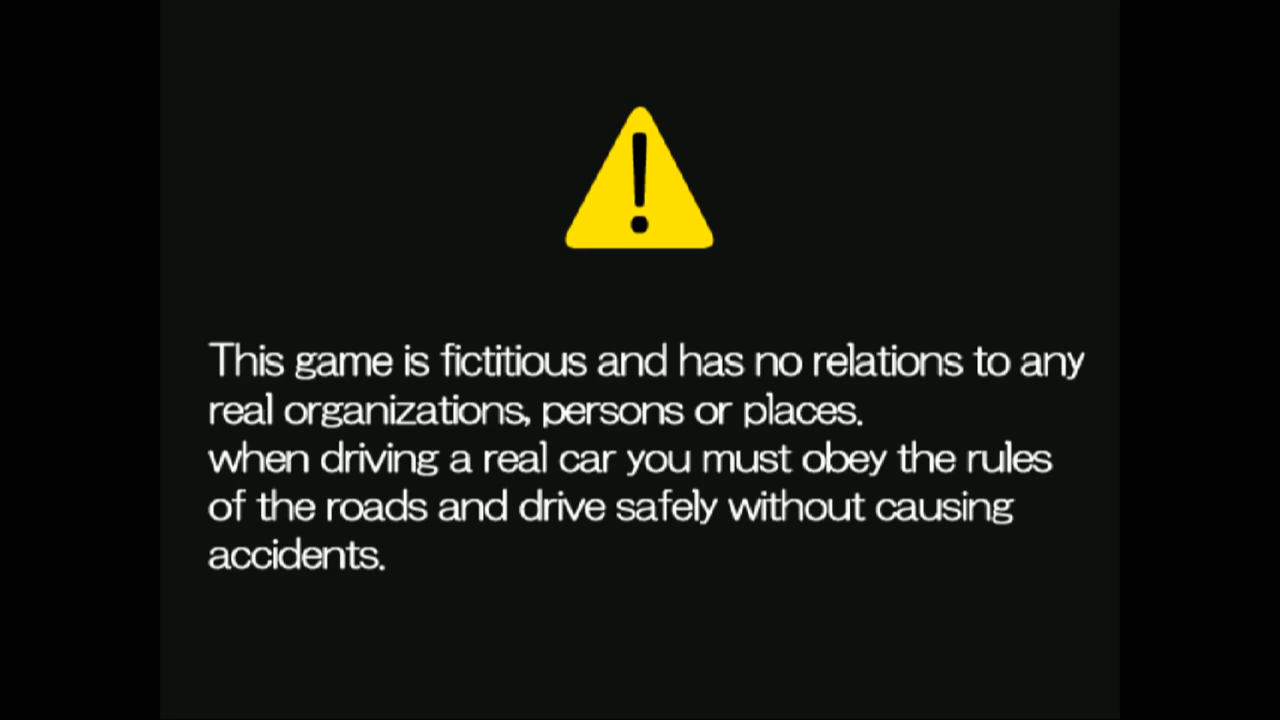 This game is fictitious and has no relations to any
real organizations, persons or places.
when driving a real car you must obey the rules
of the roads and drive safely without causing
accidents.